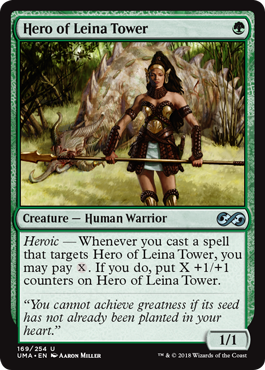 Hero of Leina Tower
Creature — Human Warrior
Heroic — Whenever you cast a spell
that targets Hero of Leina Tower, you
may pay X. If you do, put X +1/+1
counters on Hero of Leina Tower.
“You cannot achieve greatness if its seed
has not already been planted in your
heart.”
1/1
169/254 U
UMA • EN Aaron Miller
™ & © 2018 Wizards of the Coast